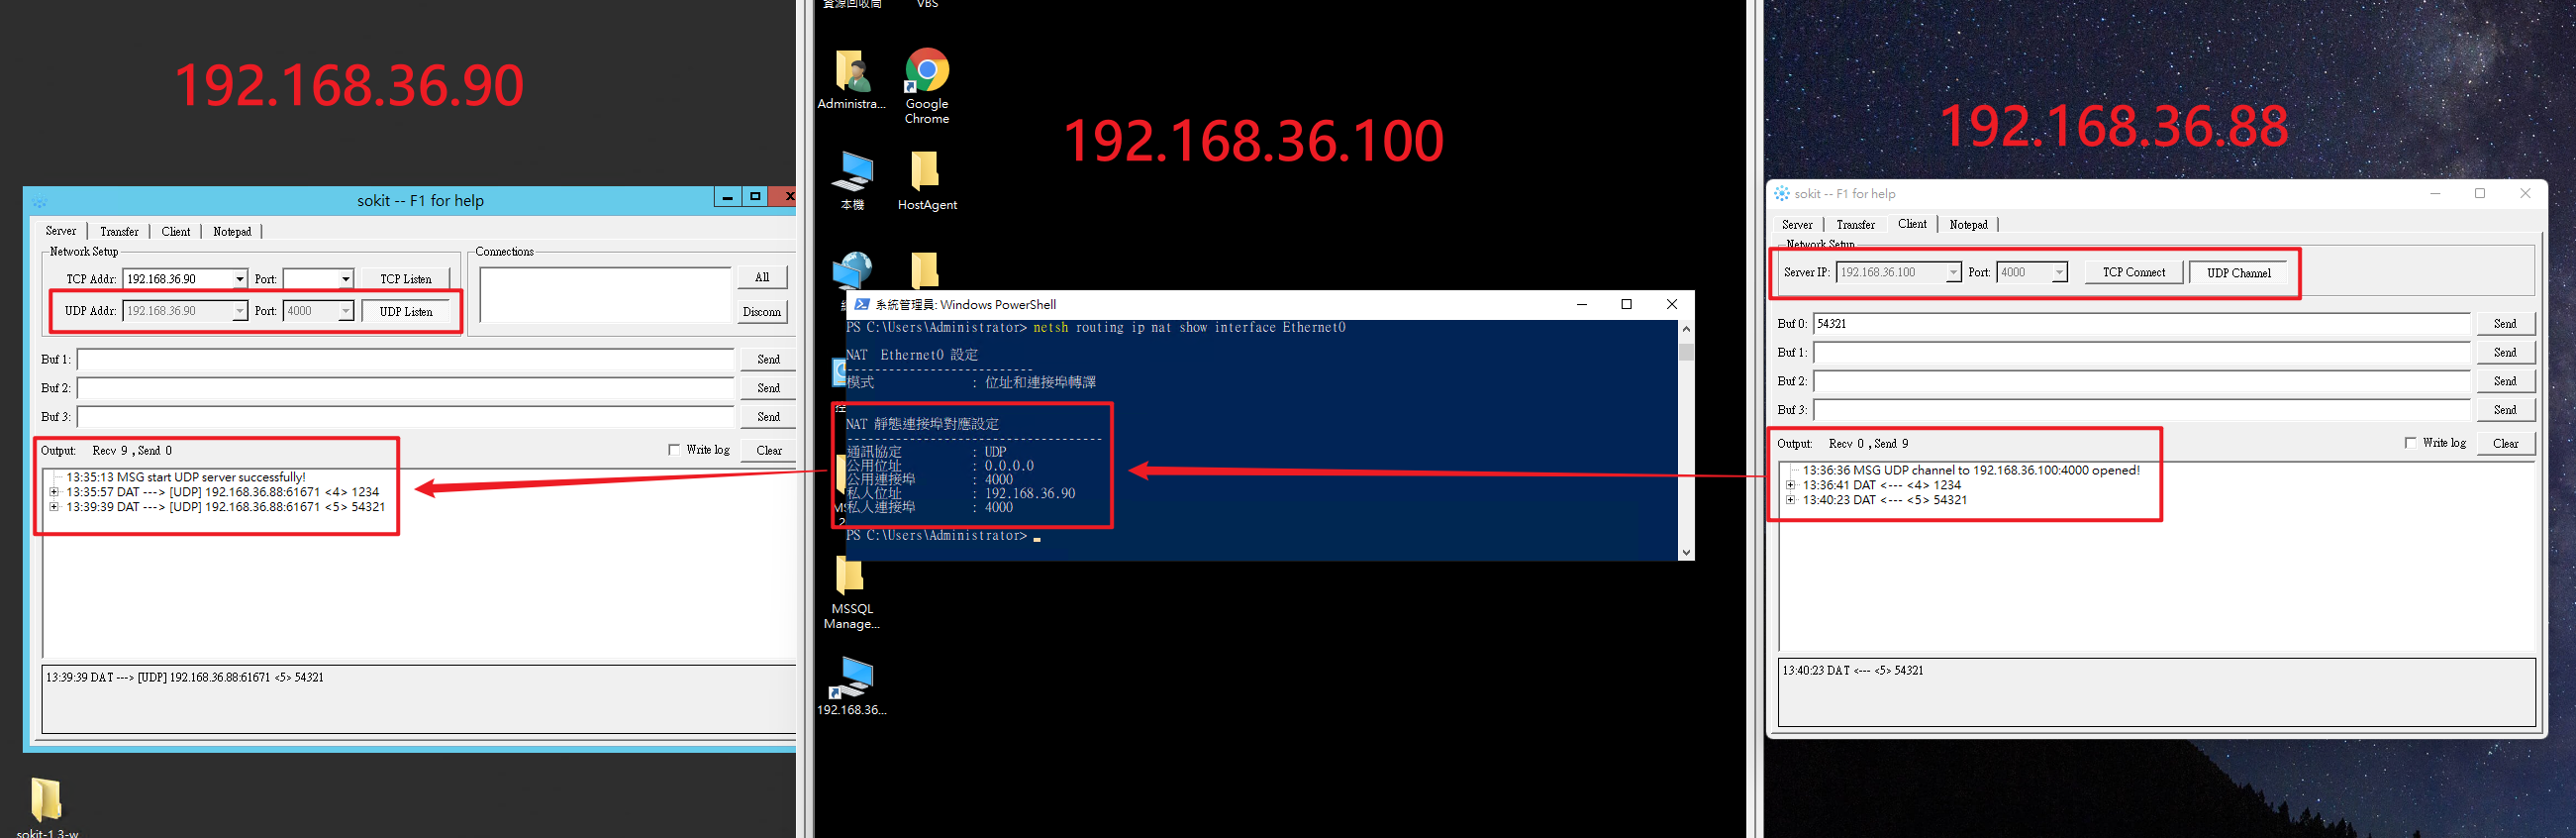 192.168.36.90
sokit -- F1 for help
Server
Transfer
Client
Notepad
Network Setup
TCP Addr: 192.168.36.90 Port: TCP Listen
UDP Addr: 192.168.36.90 Port: 4000 UDP Listen
Connections
All
Disconn
Buf 1: Send
Buf 2: Send
Buf 3: Send
Output: Recv 9 , Send 0 Write log Clear
13:35:13 MSG start UDP server successfully!
13:35:57 DAT ---> [UDP] 192.168.36.88:61671 <4> 1234
13:39:39 DAT ---> [UDP] 192.168.36.88:61671 <5> 54321
13:39:39 DAT ---> [UDP] 192.168.36.88:61671 <5> 54321
sokit-1.3-w
資源回收筒
VBS
192.168.36.100
Administra...
Google
Chrome
本機
HostAgent
系統管理員: Windows PowerShell
PS C:\Users\Administrator> netsh routing ip nat show interface Ethernet0
NAT Ethernet0 設定
---------------------------
模式 : 位址和連接埠轉譯
NAT 靜態連接埠對應設定
---------------------------------
通訊協定 : UDP
公用位址 : 0.0.0.0
公用連接埠 : 4000
私人位址 : 192.168.36.90
私人連接埠 : 4000
PS C:\Users\Administrator>
MSSQL
Manage...
192.168.36...
192.168.36.88
sokit -- F1 for help
Server
Transfer
Client
Notepad
Network Setup
Server IP: 192.168.36.100 Port: 4000 TCP Connect UDP Channel
Buf 0: 54321 Send
Buf 1: Send
Buf 2: Send
Buf 3: Send
Output: Recv 0 , Send 9 Write log Clear
13:36:36 MSG UDP channel to 192.168.36.100:4000 opened!
13:36:41 DAT <--- <4> 1234
13:40:23 DAT <--- <5> 54321
13:40:23 DAT <--- <5> 54321